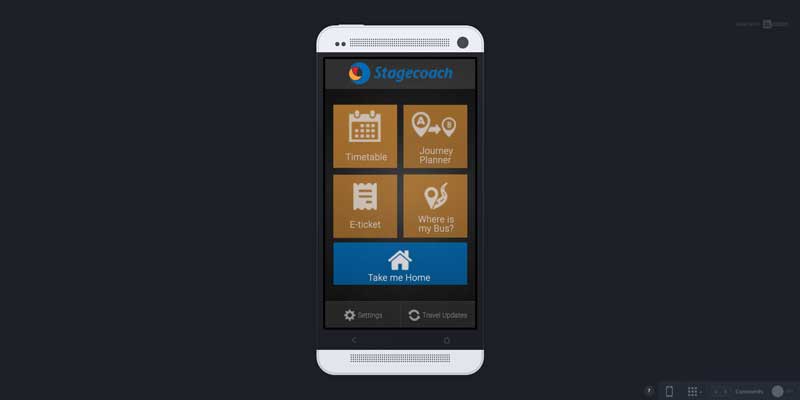 Stagecoach
Timetable
A
B
Journey
Planner
E-ticket
Where is
my Bus?
Take me Home
Settings
Travel Updates
?
Comments